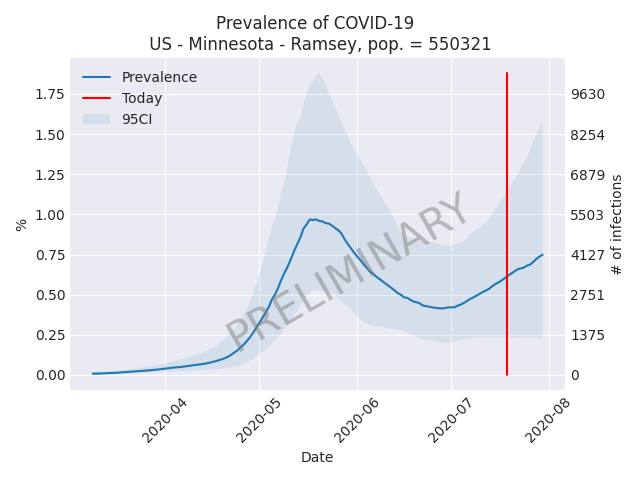 Prevalence of COVID-19
US - Minnesota - Ramsey, pop. = 550321
Prevalence
Today
95CI
PRELIMINARY
%
1.75
1.50
1.25
1.00
0.75
0.50
0.25
0.00
9630
8254
6879
5503
4127
2751
1375
0
# of infections
2020-04
2020-05
2020-06
2020-07
2020-08
Date